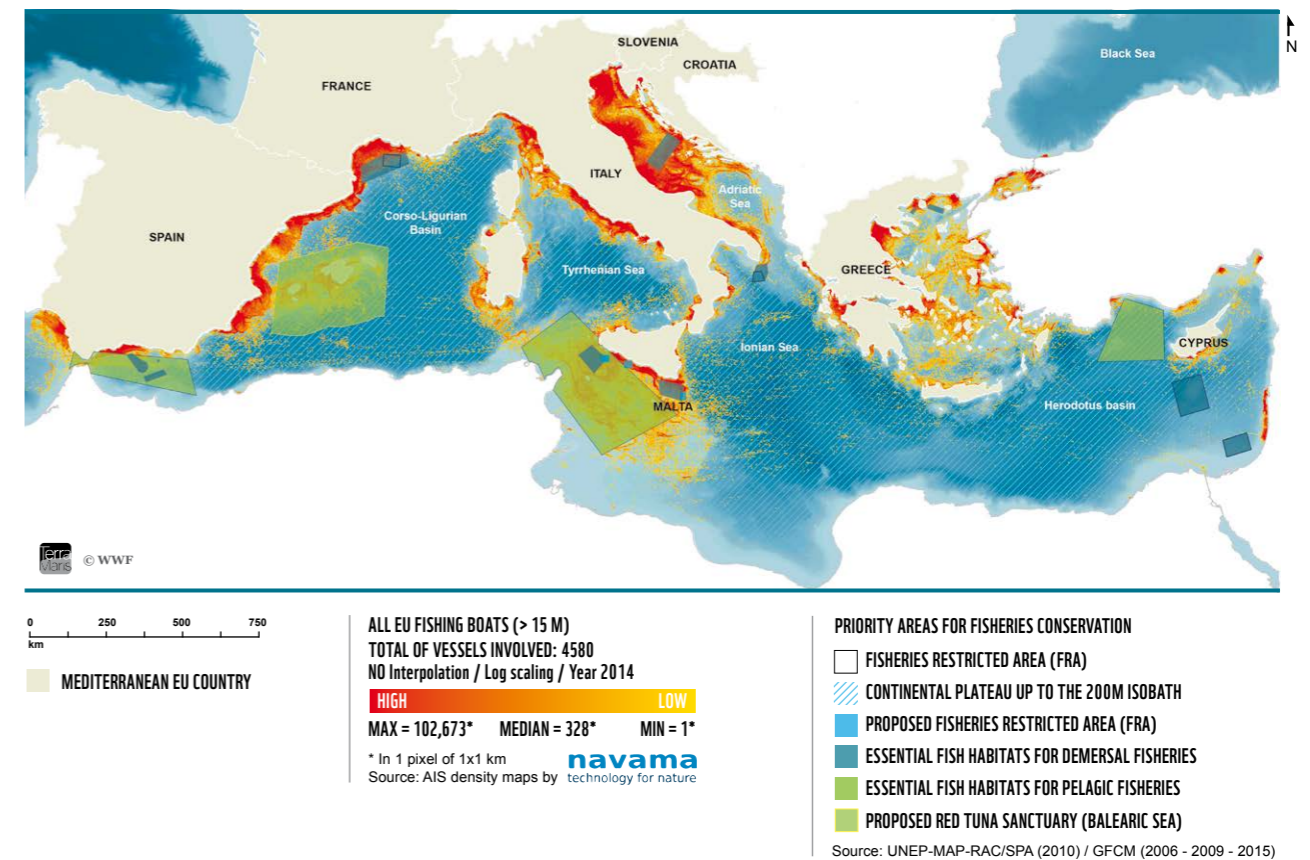 N
SLOVENIA
CROATIA
Black Sea
FRANCE
ITALY
Adriatic
Sea
Corso-Ligurian
Basin
SPAIN
Tyrrhenian Sea
GREECE
Ionian Sea
CYPRUS
MALTA
Herodotus basin
Terra
Maris
© WWF
0 250 500 750
km
MEDITERRANEAN EU COUNTRY
ALL EU FISHING BOATS (> 15 M)
TOTAL OF VESSELS INVOLVED: 4580
NO Interpolation / Log scaling / Year 2014
HIGH LOW
MAX = 102,673* MEDIAN = 328* MIN = 1*
* In 1 pixel of 1x1 km
Source: AIS density maps by navama
technology for nature
PRIORITY AREAS FOR FISHERIES CONSERVATION
FISHERIES RESTRICTED AREA (FRA)
CONTINENTAL PLATEAU UP TO THE 200M ISOBATH
PROPOSED FISHERIES RESTRICTED AREA (FRA)
ESSENTIAL FISH HABITATS FOR DEMERSAL FISHERIES
ESSENTIAL FISH HABITATS FOR PELAGIC FISHERIES
PROPOSED RED TUNA SANCTUARY (BALEARIC SEA)
Source: UNEP-MAP-RAC/SPA (2010) / GFCM (2006 - 2009 - 2015)